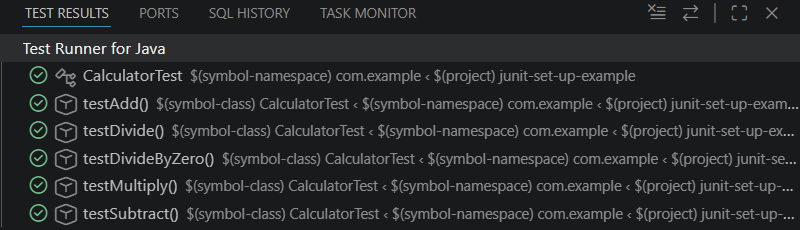 TEST RESULTS PORTS SQL HISTORY TASK MONITOR
Test Runner for Java
CalculatorTest $(symbol-namespace) com.example < $(project) junit-set-up-example
testAdd() $(symbol-class) CalculatorTest < $(symbol-namespace) com.example < $(project) junit-set-up-exam...
testDivide() $(symbol-class) CalculatorTest < $(symbol-namespace) com.example < $(project) junit-set-up-ex...
testDivideByZero() $(symbol-class) CalculatorTest < $(symbol-namespace) com.example < $(project) junit-se...
testMultiply() $(symbol-class) CalculatorTest < $(symbol-namespace) com.example < $(project) junit-set-up-...
testSubtract() $(symbol-class) CalculatorTest < $(symbol-namespace) com.example < $(project) junit-set-up-...